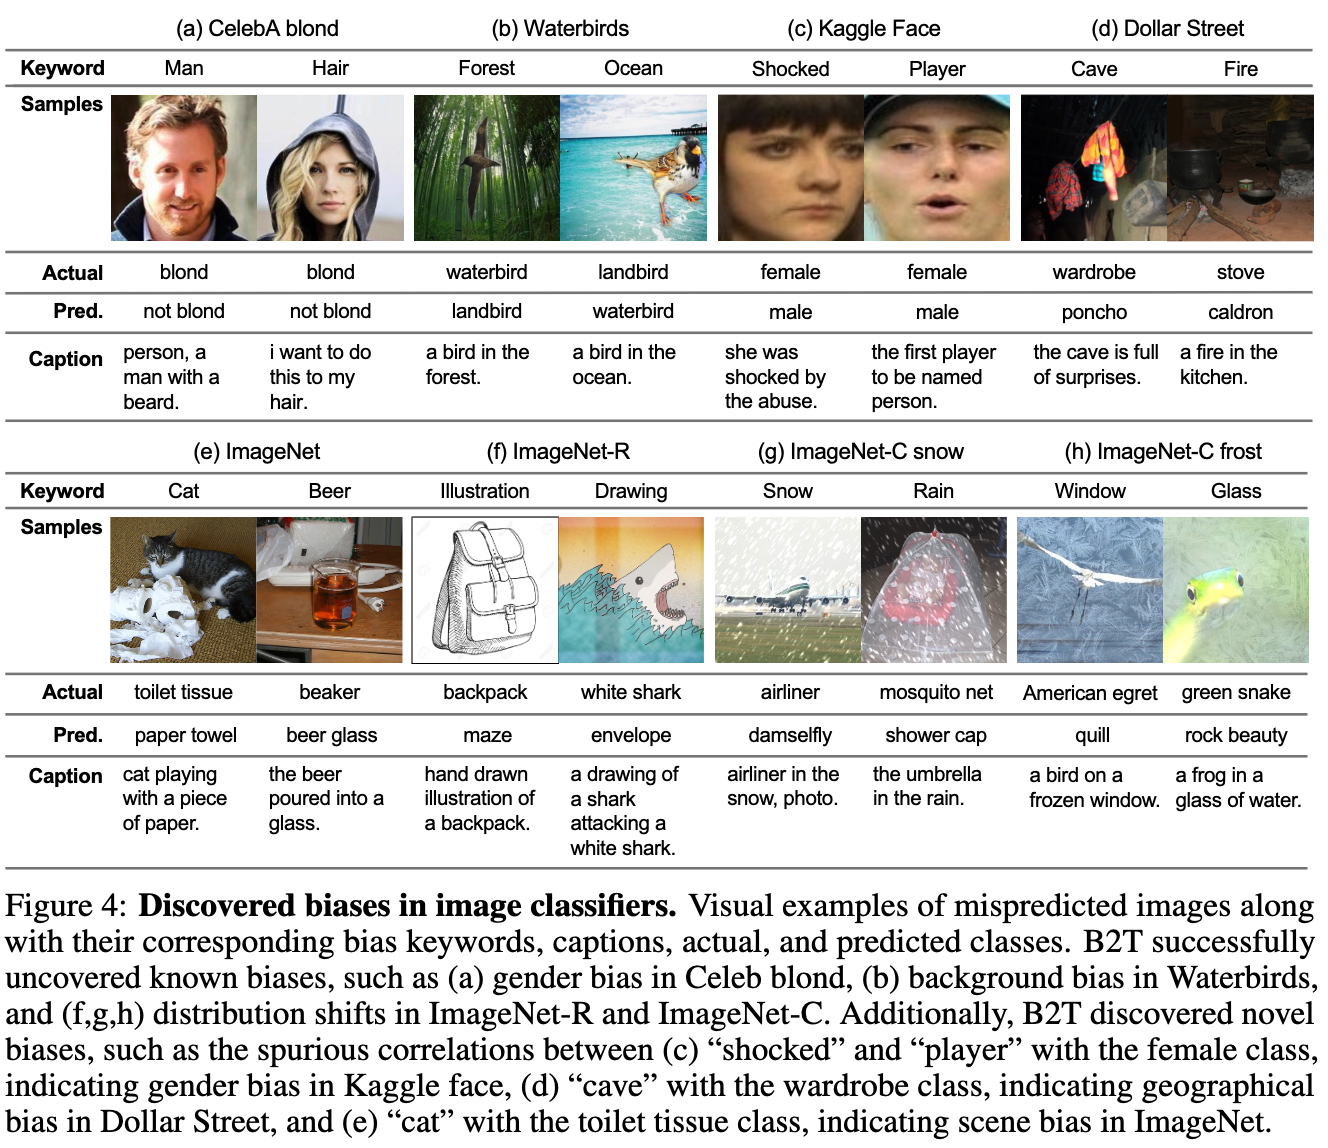 (a) CelebA blond (b) Waterbirds (c) Kaggle Face (d) Dollar Street
Keyword Man Hair Forest Ocean Shocked Player Cave Fire
Samples
Actual blond blond waterbird landbird female female wardrobe stove
Pred. not blond not blond landbird waterbird male male poncho caldron
Caption person, a i want to do a bird in the a bird in the she was the first player the cave is full a fire in the
man with a this to my forest. ocean. shocked by to be named of surprises. kitchen.
beard. hair. the abuse. person.
(e) ImageNet (f) ImageNet-R (g) ImageNet-C snow (h) ImageNet-C frost
Keyword Cat Beer Illustration Drawing Snow Rain Window Glass
Samples
Actual toilet tissue beaker backpack white shark airliner mosquito net American egret green snake
Pred. paper towel beer glass maze envelope damselfly shower cap quill rock beauty
Caption cat playing the beer hand drawn a drawing of airliner in the the umbrella a bird on a a frog in a
with a piece poured into a illustration of a shark snow, photo. in the rain. frozen window. glass of water.
of paper. glass. a backpack. attacking a
white shark.
Figure 4: Discovered biases in image classifiers. Visual examples of mispredicted images along
with their corresponding bias keywords, captions, actual, and predicted classes. B2T successfully
uncovered known biases, such as (a) gender bias in Celeb blond, (b) background bias in Waterbirds,
and (f,g,h) distribution shifts in ImageNet-R and ImageNet-C. Additionally, B2T discovered novel
biases, such as the spurious correlations between (c) “shocked” and “player” with the female class,
indicating gender bias in Kaggle face, (d) “cave” with the wardrobe class, indicating geographical
bias in Dollar Street, and (e) “cat” with the toilet tissue class, indicating scene bias in ImageNet.